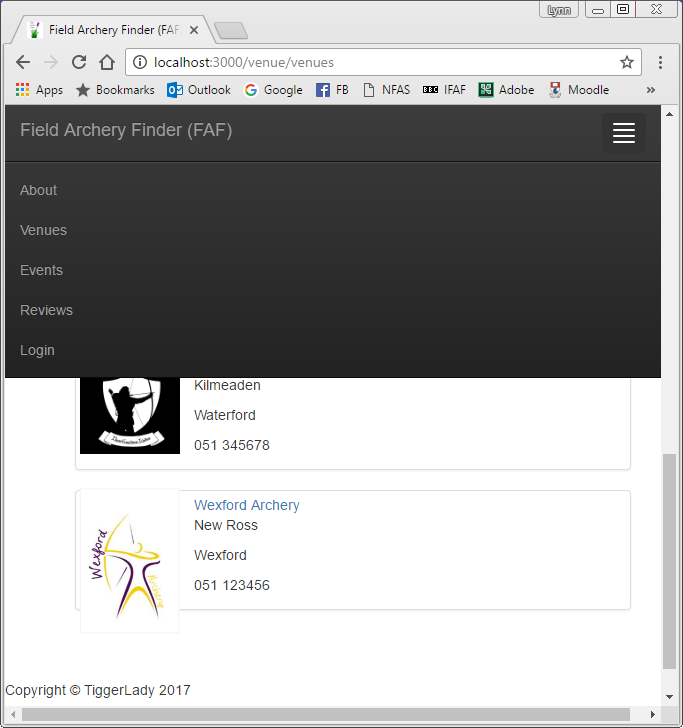 Lynn
Field Archery Finder (FAF
localhost:3000/venue/venues
Apps Bookmarks Outlook Google FB NFAS BBC IFAF Adobe Moodle »
Field Archery Finder (FAF)
About
Venues
Events
Reviews
Login
Kilmeaden
Waterford
051 345678
Wexford Archery
New Ross
Wexford
051 123456
Wexford
Archery
Copyright © TiggerLady 2017